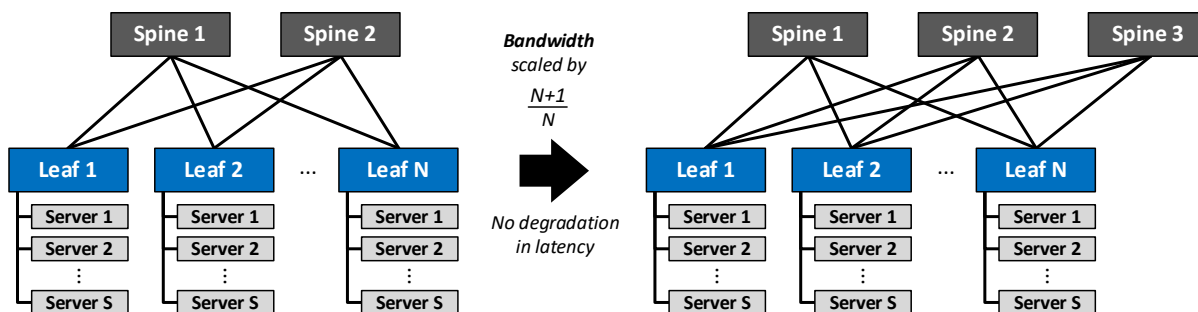 Spine 1 Spine 2
Bandwidth
scaled by
N+1
N
Spine 1 Spine 2 Spine 3
Leaf 1 Leaf 2 ... Leaf N
Server 1 Server 1 Server 1
Server 2 Server 2 Server 2
... ... ...
Server S Server S Server S
No degradation
in latency
Leaf 1 Leaf 2 ... Leaf N
Server 1 Server 1 Server 1
Server 2 Server 2 Server 2
... ... ...
Server S Server S Server S